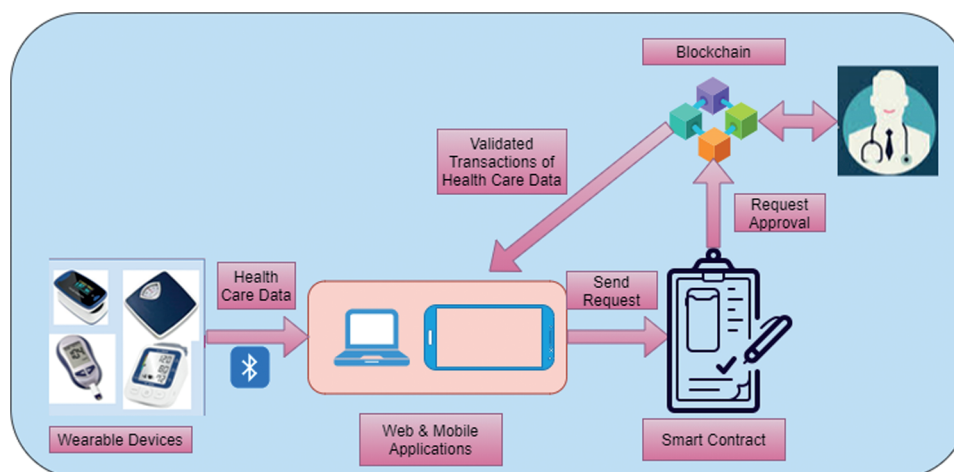 Blockchain
Validated
Transactions of
Health Care Data
Request
Approval
Health
Care Data
Send
Request
Wearable Devices
Web & Mobile
Applications
Smart Contract